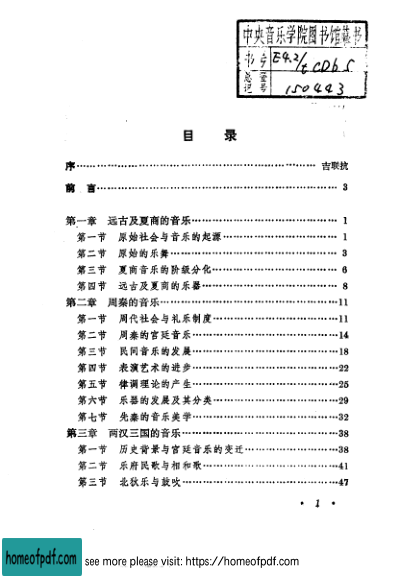 中央音乐学院图书馆藏书
书号 E4.2/t CDb5
总登记号 150443
目 录
序 吉联抗
前 言 3
第一章 远古及夏商的音乐 1
第一节 原始社会与音乐的起源 1
第二节 原始的乐舞 3
第三节 夏商音乐的阶级分化 6
第四节 远古及夏商的乐器 8
第二章 周秦的音乐 11
第一节 周代社会与礼乐制度 11
第二节 周秦的宫廷音乐 14
第三节 民间音乐的发展 18
第四节 表演艺术的进步 22
第五节 律调理论的产生 25
第六节 乐器的发展及其分类 29
第七节 先秦的音乐美学 32
第三章 两汉三国的音乐 38
第一节 历史背景与宫廷音乐的变迁 38
第二节 乐府民歌与相和歌 41
第三节 北狄乐与鼓吹 47
· 1 ·
homeofpdf.com
see more please visit: https://homeofpdf.com